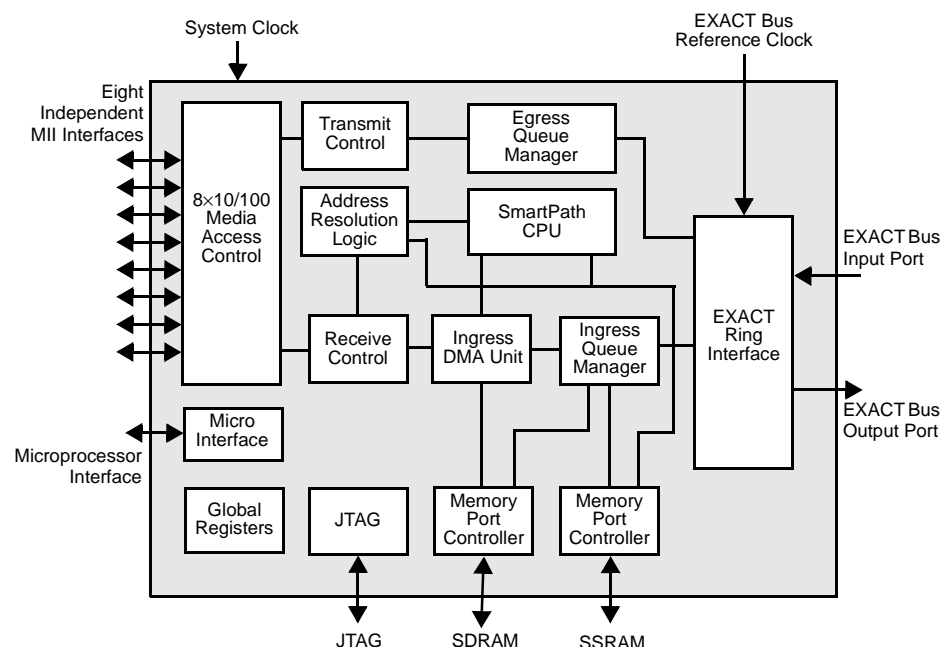 System Clock
EXACT Bus
Reference Clock
Eight
Independent
MII Interfaces
8×10/100
Media
Access
Control
Transmit
Control
Egress
Queue
Manager
Address
Resolution
Logic
SmartPath
CPU
EXACT Bus
Input Port
Receive
Control
Ingress
DMA Unit
Ingress
Queue
Manager
EXACT
Ring
Interface
EXACT Bus
Output Port
Micro
Interface
Microprocessor
Interface
Global
Registers
JTAG
Memory
Port
Controller
Memory
Port
Controller
JTAG
SDRAM
SSRAM